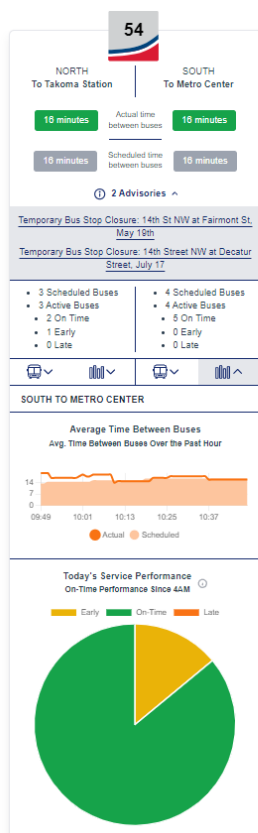 54
NORTH
To Takoma Station
SOUTH
To Metro Center
16 minutes
Actual time
between buses
16 minutes
16 minutes
Scheduled time
between buses
16 minutes
2 Advisories
Temporary Bus Stop Closure: 14th St NW at Fairmont St,
May 19th
Temporary Bus Stop Closure: 14th Street NW at Decatur
Street, July 17
3 Scheduled Buses
3 Active Buses
2 On Time
1 Early
0 Late
4 Scheduled Buses
4 Active Buses
5 On Time
0 Early
0 Late
SOUTH TO METRO CENTER
Average Time Between Buses
Avg. Time Between Buses Over the Past Hour
14
7
0
09:49 10:01 10:13 10:25 10:37
Actual Scheduled
Today's Service Performance
On-Time Performance Since 4AM
Early On-Time Late